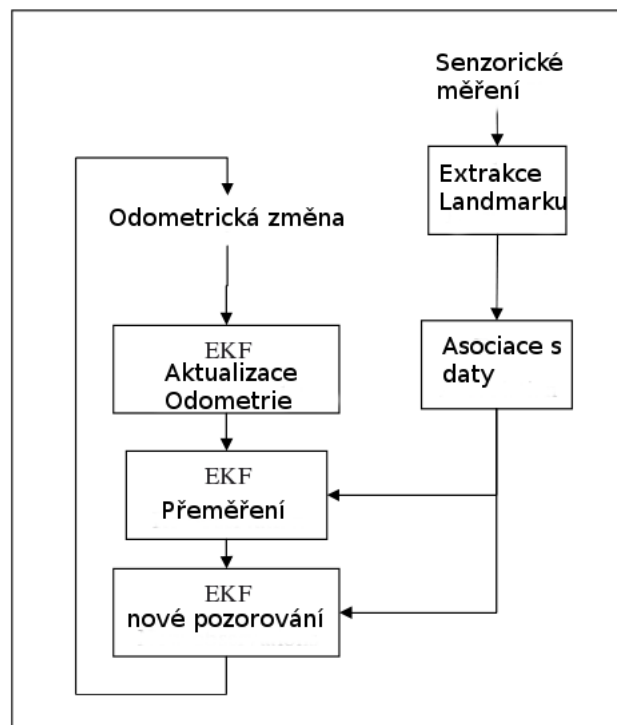 Senzorické
měření
Extrakce
Landmarku
Odometrická změna
Asociace s
daty
EKF
Aktualizace
Odometrie
EKF
Přeměření
EKF
nové pozorování